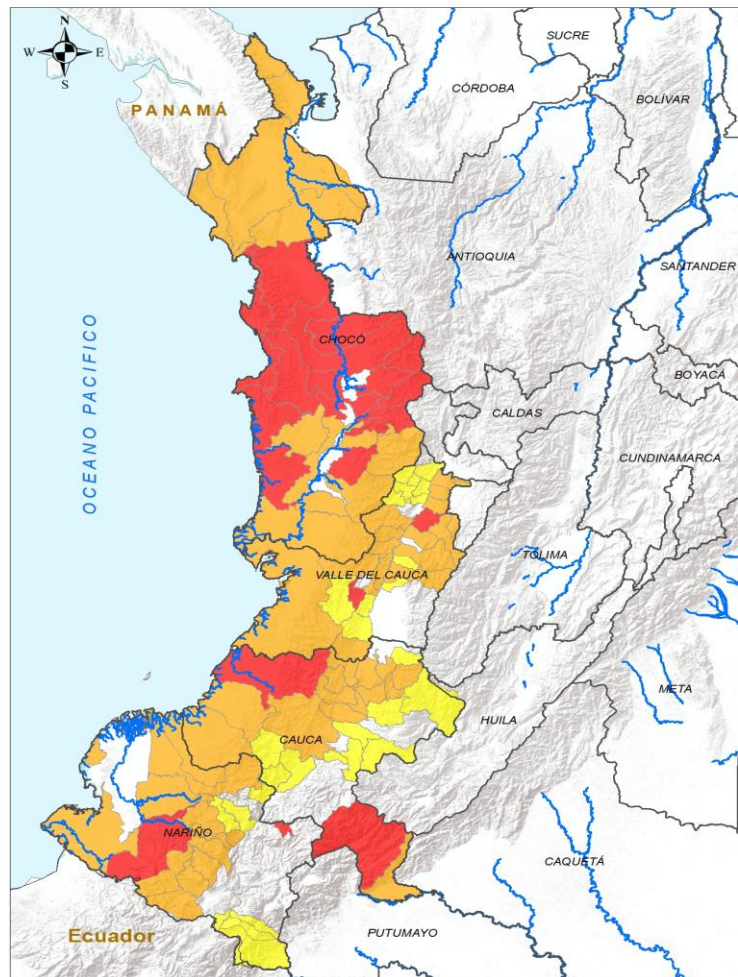 N
W E
S
SUCRE
CÓRDOBA
BOLÍVAR
PANAMÁ
ANTIOQUIA
SANTANDER
OCEANO PACIFICO
CHOCÓ
BOYACÁ
CALDAS
CUNDINAMARCA
TOLIMA
VALLE DEL CAUCA
META
HUILA
CAUCA
NARIÑO
CAQUETÁ
Ecuador
PUTUMAYO